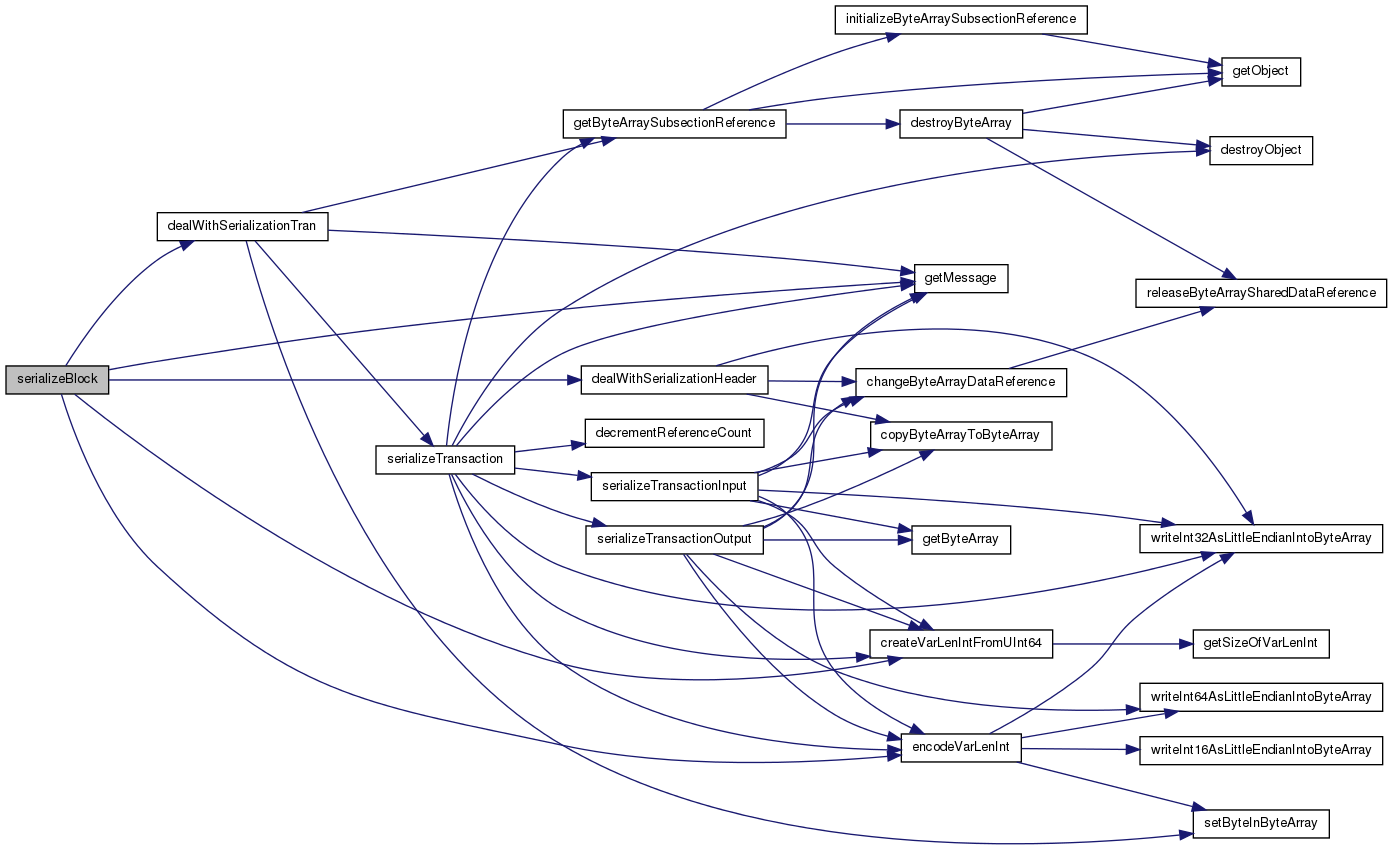 initializeByteArraySubsectionReference
getObject
getByteArraySubsectionReference
destroyByteArray
destroyObject
dealWithSerializationTran
getMessage
releaseByteArraySharedDataReference
serializeBlock
dealWithSerializationHeader
changeByteArrayDataReference
decrementReferenceCount
copyByteArrayToByteArray
serializeTransaction
serializeTransactionInput
serializeTransactionOutput
getByteArray
writeInt32AsLittleEndianIntoByteArray
createVarLenIntFromUInt64
getSizeOfVarLenInt
writeInt64AsLittleEndianIntoByteArray
encodeVarLenInt
writeInt16AsLittleEndianIntoByteArray
setByteInByteArray